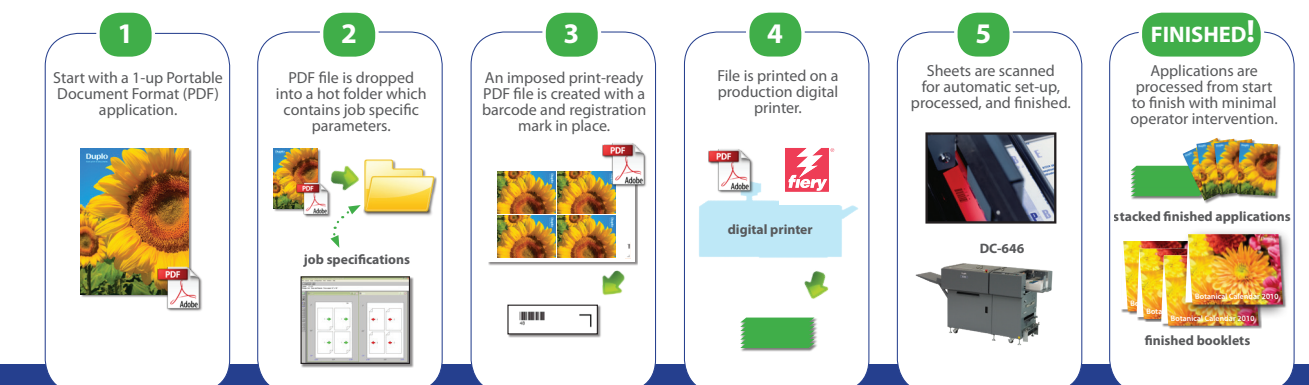 1
Start with a 1-up Portable
Document Format (PDF)
application.
Duplo
PDF
Adobe
2
PDF file is dropped
into a hot folder which
contains job specific
parameters.
PDF
Adobe
job specifications
3
An imposed print-ready
PDF file is created with a
barcode and registration
mark in place.
PDF
Adobe
48
4
File is printed on a
production digital
printer.
PDF
Adobe
fiery
digital printer
5
Sheets are scanned
for automatic set-up,
processed, and finished.
DC-646
FINISHED!
Applications are
processed from start
to finish with minimal
operator intervention.
stacked finished applications
Botanical Calendar 2010
Botanical Calendar 2010
finished booklets